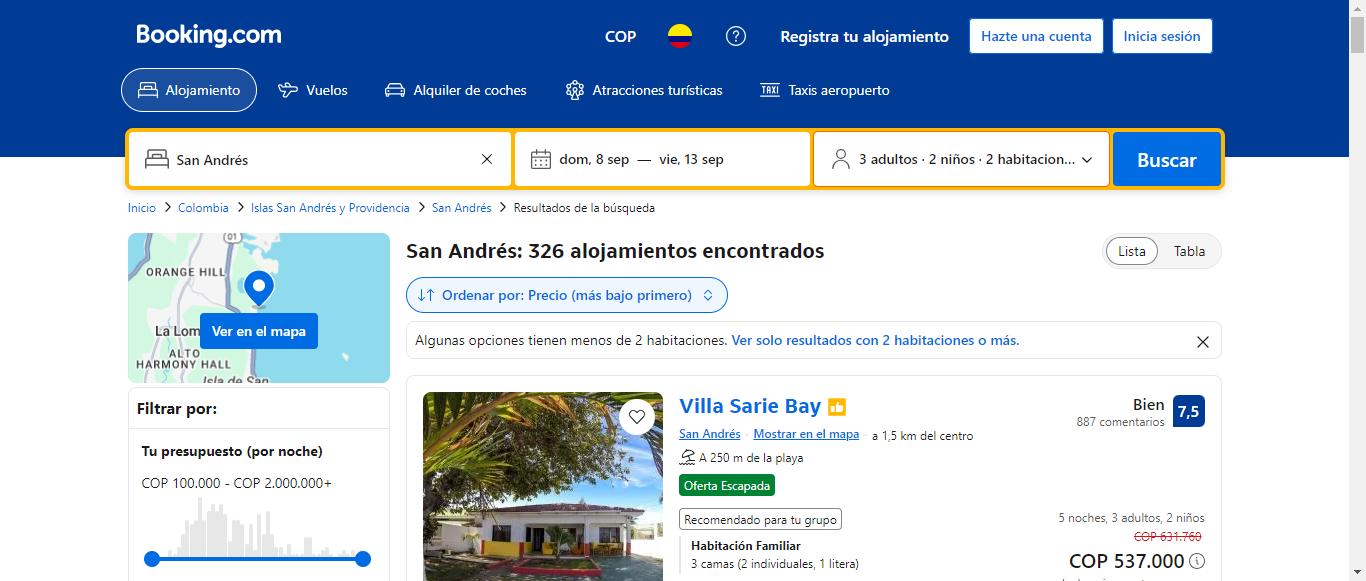 Booking.com
COP
Registra tu alojamiento
Hazte una cuenta
Inicia sesión
Alojamiento
Vuelos
Alquiler de coches
Atracciones turísticas
TAXI
Taxis aeropuerto
San Andrés
dom, 8 sep — vie, 13 sep
3 adultos · 2 niños · 2 habitacion...
Buscar
Inicio > Colombia > Islas San Andrés y Providencia > San Andrés > Resultados de la búsqueda
01
ORANGE HILL
La Lom
Ver en el mapa
ALTO
HARMONY HALL
Isla de San
Filtrar por:
Tu presupuesto (por noche)
COP 100.000 - COP 2.000.000+
San Andrés: 326 alojamientos encontrados
Lista
Tabla
Ordenar por: Precio (más bajo primero)
Algunas opciones tienen menos de 2 habitaciones. Ver solo resultados con 2 habitaciones o más.
Villa Sarie Bay
Bien
887 comentarios
7,5
San Andrés · Mostrar en el mapa · a 1,5 km del centro
A 250 m de la playa
Oferta Escapada
Recomendado para tu grupo
Habitación Familiar
3 camas (2 individuales, 1 litera)
5 noches, 3 adultos, 2 niños
COP 631.760
COP 537.000